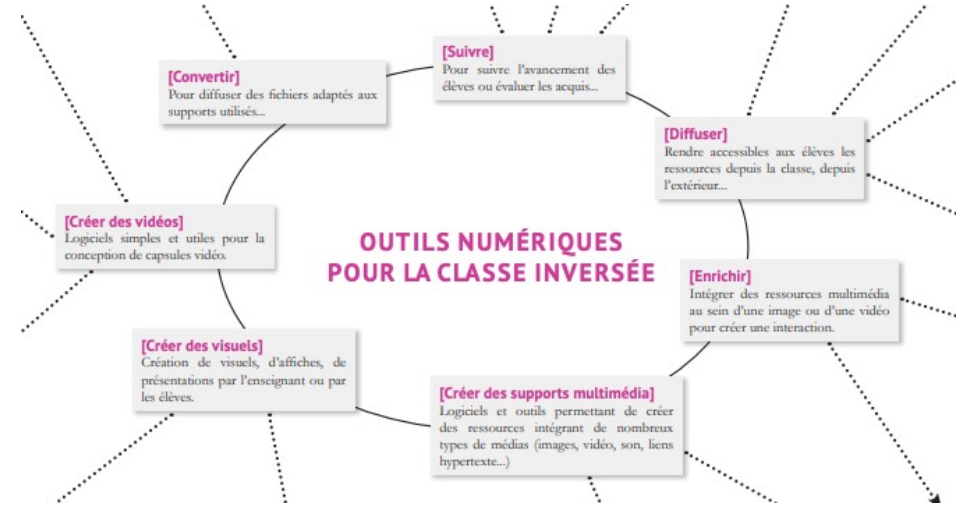 [Suivre]
Pour suivre l'avancement des
élèves ou évaluer les acquis...
[Convertir]
Pour diffuser des fichiers adaptés aux
supports utilisés...
[Diffuser]
Rendre accessibles aux élèves les
ressources depuis la classe, depuis
l'extérieur...
[Créer des vidéos]
Logiciels simples et utiles pour la
conception de capsules vidéo.
OUTILS NUMÉRIQUES
POUR LA CLASSE INVERSÉE
[Enrichir]
Intégrer des ressources multimédia
au sein d'une image ou d'une vidéo
pour créer une interaction.
[Créer des visuels]
Création de visuels, d'affiches, de
présentations par l'enseignant ou par
les élèves.
[Créer des supports multimédia]
Logiciels et outils permettant de créer
des ressources intégrant de nombreux
types de médias (images, vidéo, son, liens
hypertexte...)